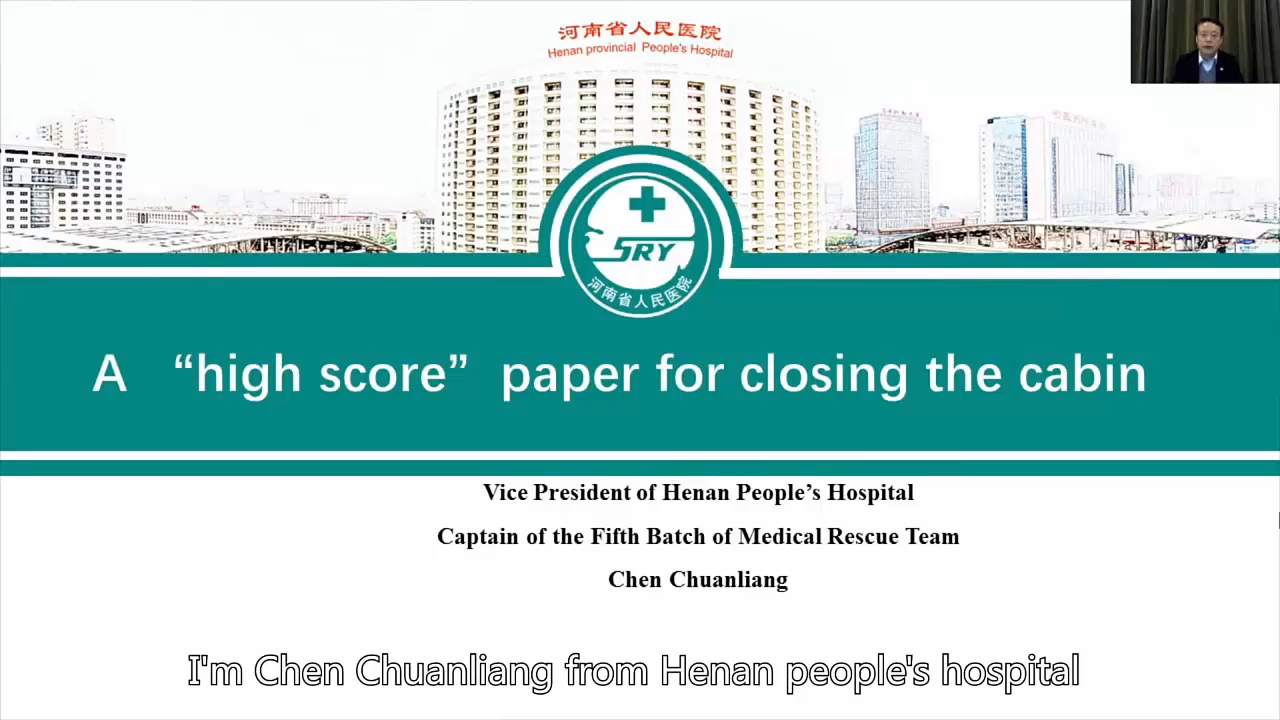 河南省人民医院
Henan provincial People's Hospital
SRY
河南省人民医院
A “high score” paper for closing the cabin
Vice President of Henan People’s Hospital
Captain of the Fifth Batch of Medical Rescue Team
Chen Chuanliang
I'm Chen Chuanliang from Henan people's hospital